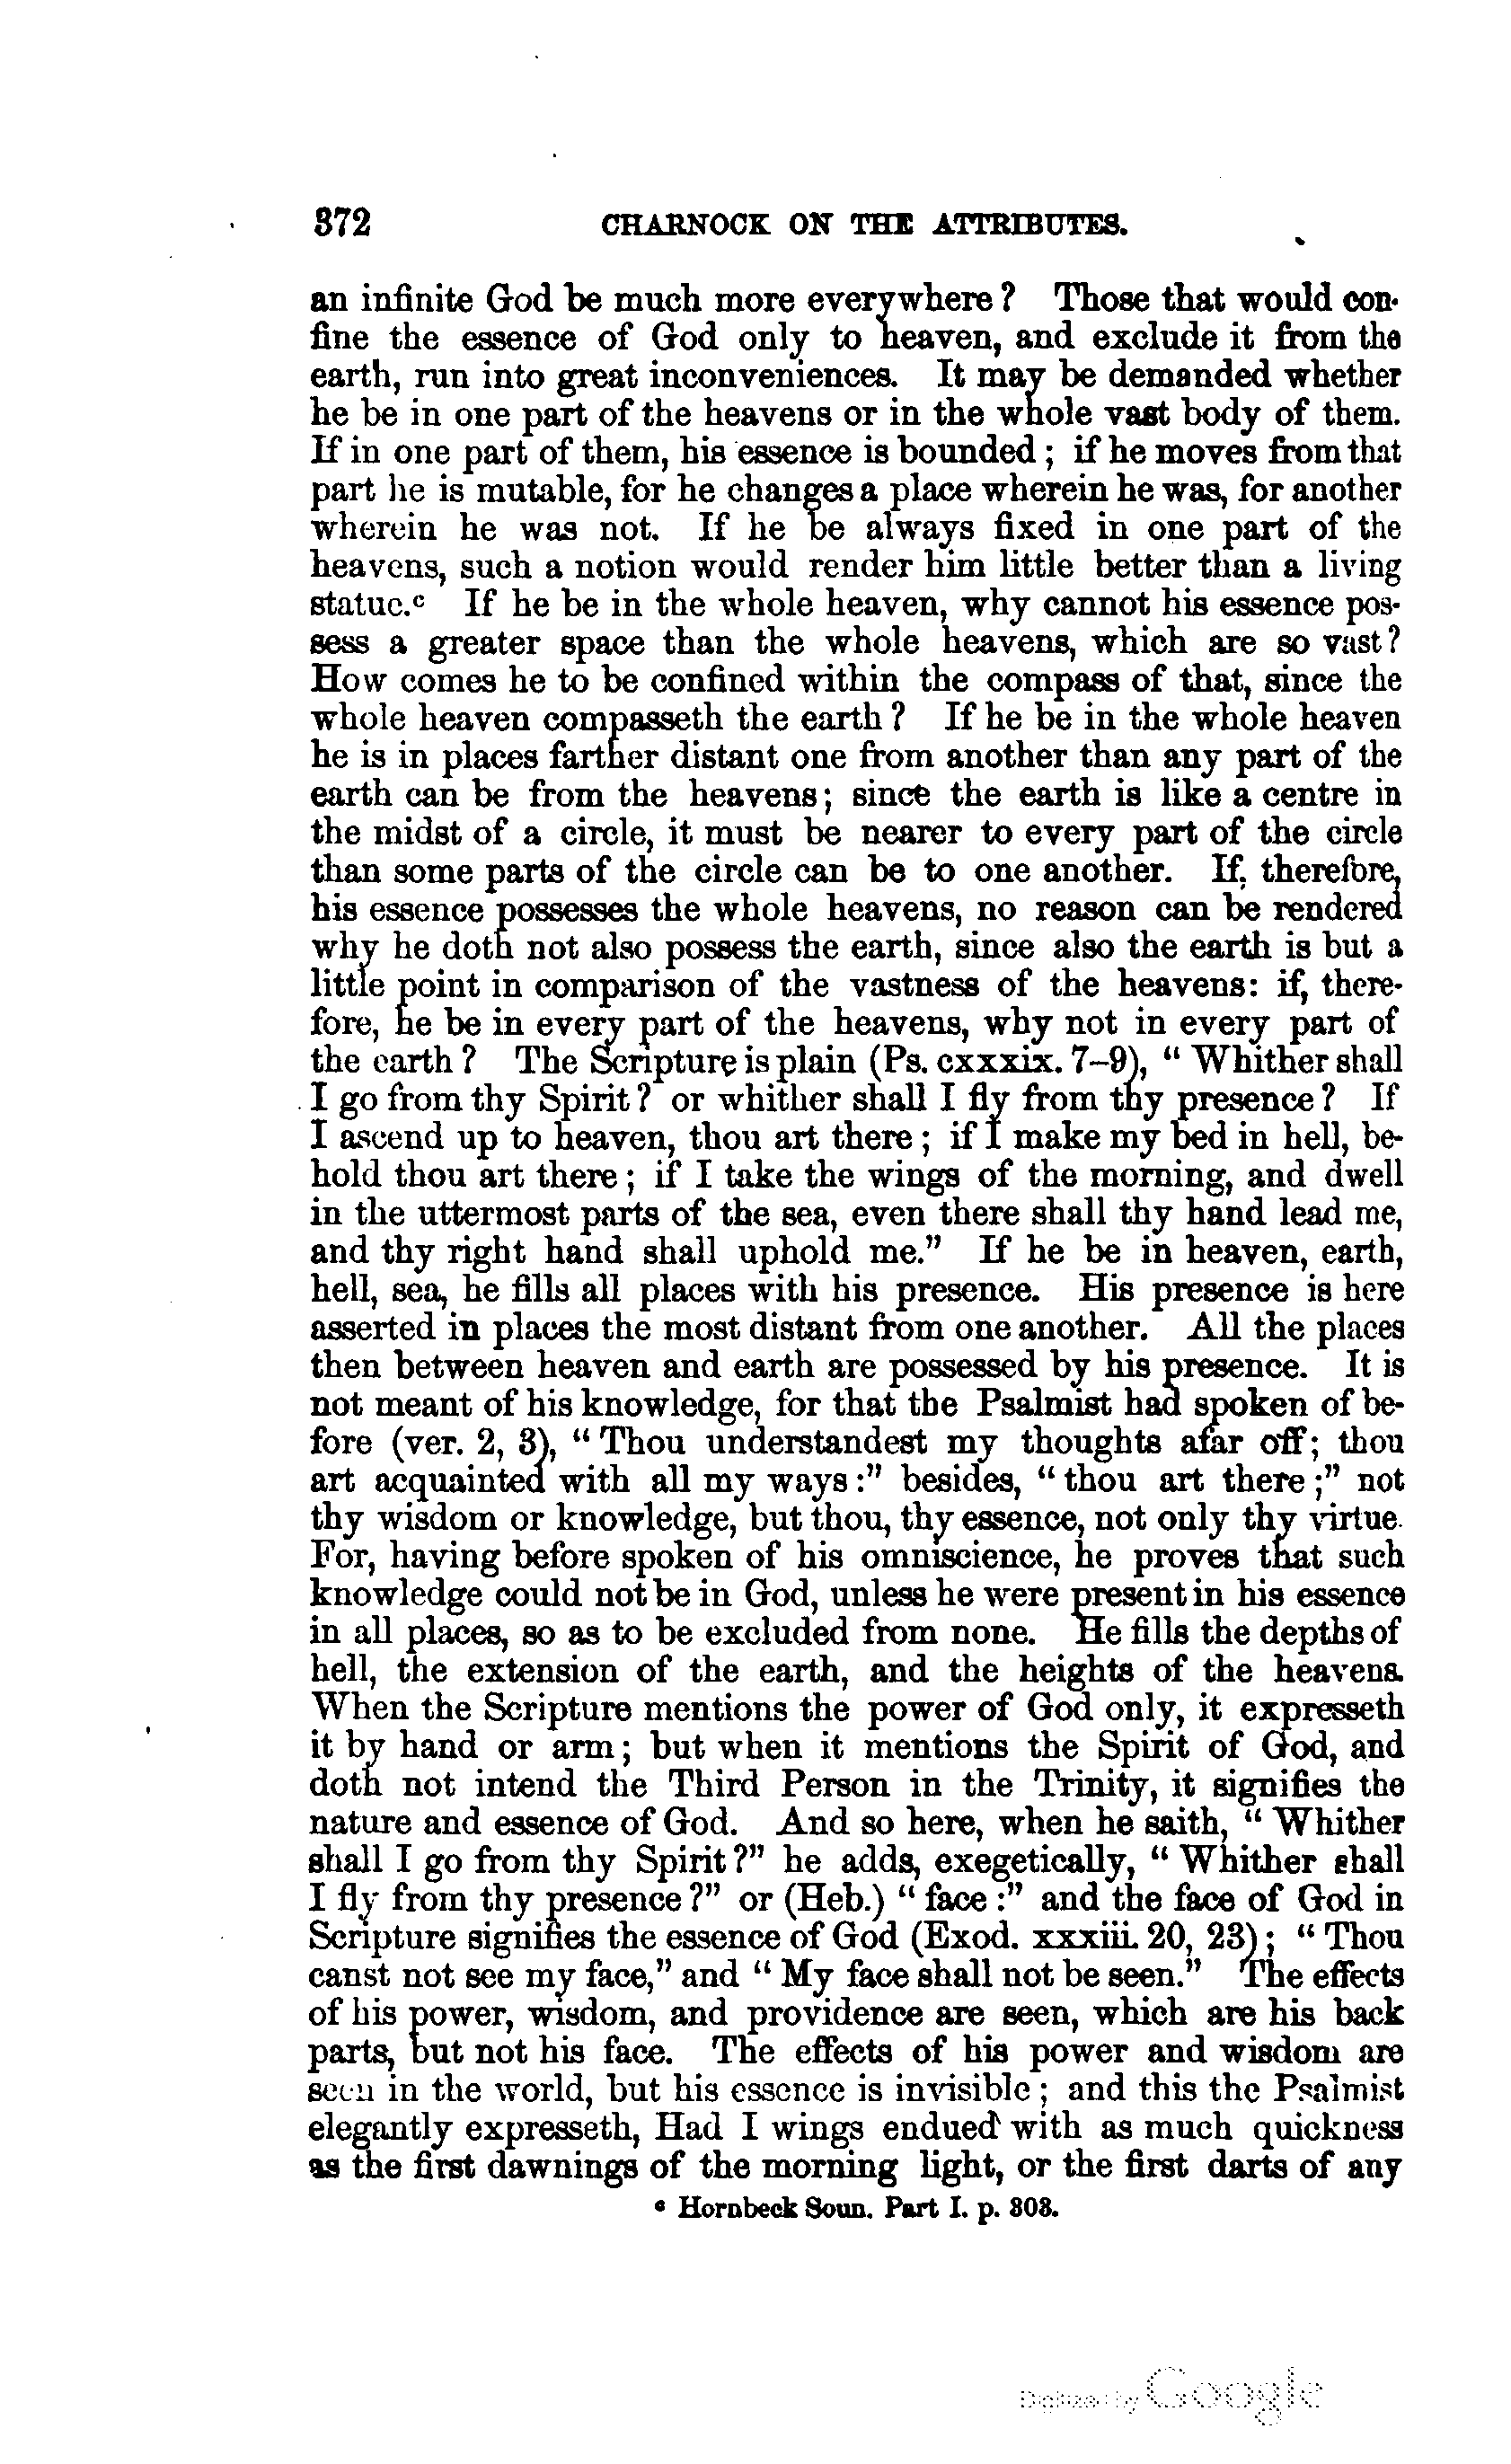 372 CHARNOCK ON THE ATTRIBUTES.
an infinite God be much more everywhere? Those that would con-
fine the essence of God only to heaven, and exclude it from the
earth, run into great inconveniences. It may be demanded whether
he be in one part of the heavens or in the whole vast body of them.
If in one part of them, his essence is bounded; if he moves from that
part he is mutable, for he changes a place wherein he was, for another
wherein he was not. If he be always fixed in one part of the
heavens, such a notion would render him little better than a living
statue.c If he be in the whole heaven, why cannot his essence pos-
sess a greater space than the whole heavens, which are so vast?
How comes he to be confined within the compass of that, since the
whole heaven compasseth the earth? If he be in the whole heaven
he is in places farther distant one from another than any part of the
earth can be from the heavens; since the earth is like a centre in
the midst of a circle, it must be nearer to every part of the circle
than some parts of the circle can be to one another. If, therefore,
his essence possesses the whole heavens, no reason can be rendered
why he doth not also possess the earth, since also the earth is but a
little point in comparison of the vastness of the heavens: if, there-
fore, he be in every part of the heavens, why not in every part of
the earth? The Scripture is plain (Ps. cxxxix. 7–9), "Whither shall
I go from thy Spirit? or whither shall I fly from thy presence? If
I ascend up to heaven, thou art there; if I make my bed in hell, be-
hold thou art there; if I take the wings of the morning, and dwell
in the uttermost parts of the sea, even there shall thy hand lead me,
and thy right hand shall uphold me." If he be in heaven, earth,
hell, sea, he fills all places with his presence. His presence is here
asserted in places the most distant from one another. All the places
then between heaven and earth are possessed by his presence. It is
not meant of his knowledge, for that the Psalmist had spoken of be-
fore (ver. 2, 3), "Thou understandest my thoughts afar off; thou
art acquainted with all my ways:" besides, "thou art there;" not
thy wisdom or knowledge, but thou, thy essence, not only thy virtue.
For, having before spoken of his omniscience, he proves that such
knowledge could not be in God, unless he were present in his essence
in all places, so as to be excluded from none. He fills the depths of
hell, the extension of the earth, and the heights of the heavens.
When the Scripture mentions the power of God only, it expresseth
it by hand or arm; but when it mentions the Spirit of God, and
doth not intend the Third Person in the Trinity, it signifies the
nature and essence of God. And so here, when he saith, "Whither
shall I go from thy Spirit?" he adds, exegetically, "Whither shall
I fly from thy presence?" or (Heb.) "face:" and the face of God in
Scripture signifies the essence of God (Exod. xxxiii. 20, 23); "Thou
canst not see my face," and "My face shall not be seen." The effects
of his power, wisdom, and providence are seen, which are his back
parts, but not his face. The effects of his power and wisdom are
seen in the world, but his essence is invisible; and this the Psalmist
elegantly expresseth, Had I wings endued with as much quickness
as the first dawnings of the morning light, or the first darts of any
c Hornbeck Soun. Part I. p. 303.
Digitized by Google